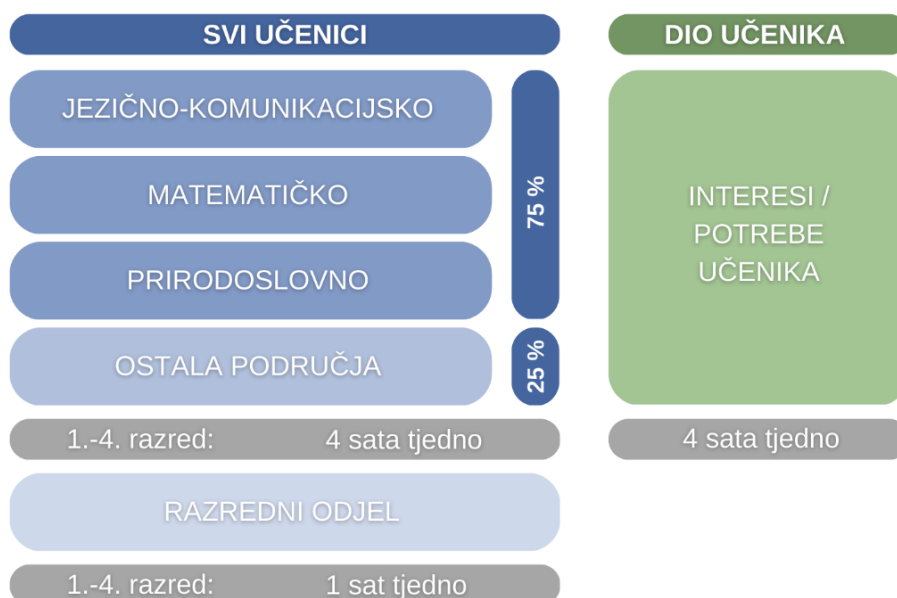 SVI UČENICI
JEZIČNO-KOMUNIKACIJSKO
MATEMATIČKO
PRIRODOSLOVNO
75 %
OSTALA PODRUČJA
25 %
1.-4. razred: 4 sata tjedno
RAZREDNI ODJEL
1.-4. razred: 1 sat tjedno
DIO UČENIKA
INTERESI /
POTREBE
UČENIKA
4 sata tjedno